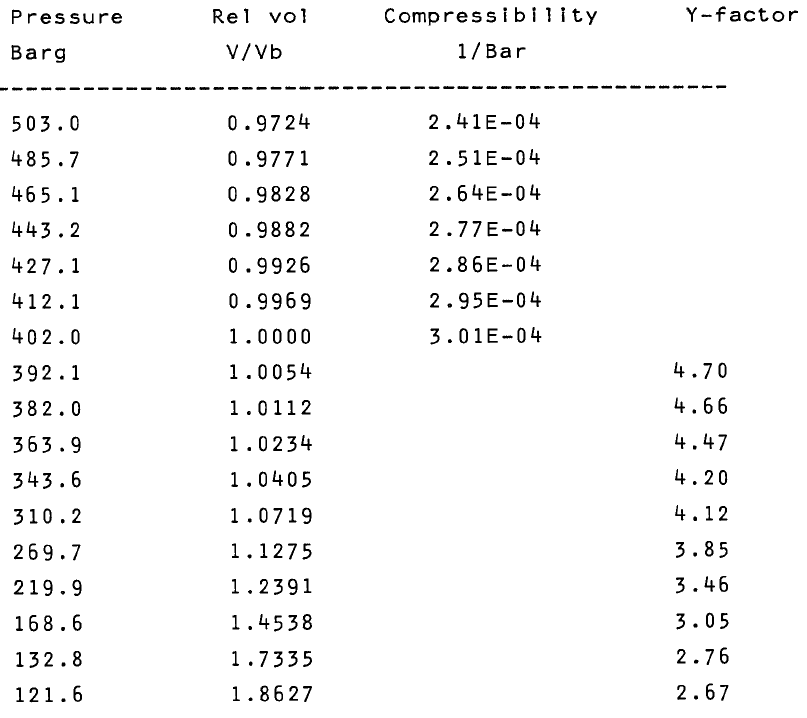 Pressure Rel vol Compressibility Y-factor
Barg V/Vb 1/Bar
------------------------------------------------------
503.0 0.9724 2.41E-04
485.7 0.9771 2.51E-04
465.1 0.9828 2.64E-04
443.2 0.9882 2.77E-04
427.1 0.9926 2.86E-04
412.1 0.9969 2.95E-04
402.0 1.0000 3.01E-04
392.1 1.0054 4.70
382.0 1.0112 4.66
363.9 1.0234 4.47
343.6 1.0405 4.20
310.2 1.0719 4.12
269.7 1.1275 3.85
219.9 1.2391 3.46
168.6 1.4538 3.05
132.8 1.7335 2.76
121.6 1.8627 2.67